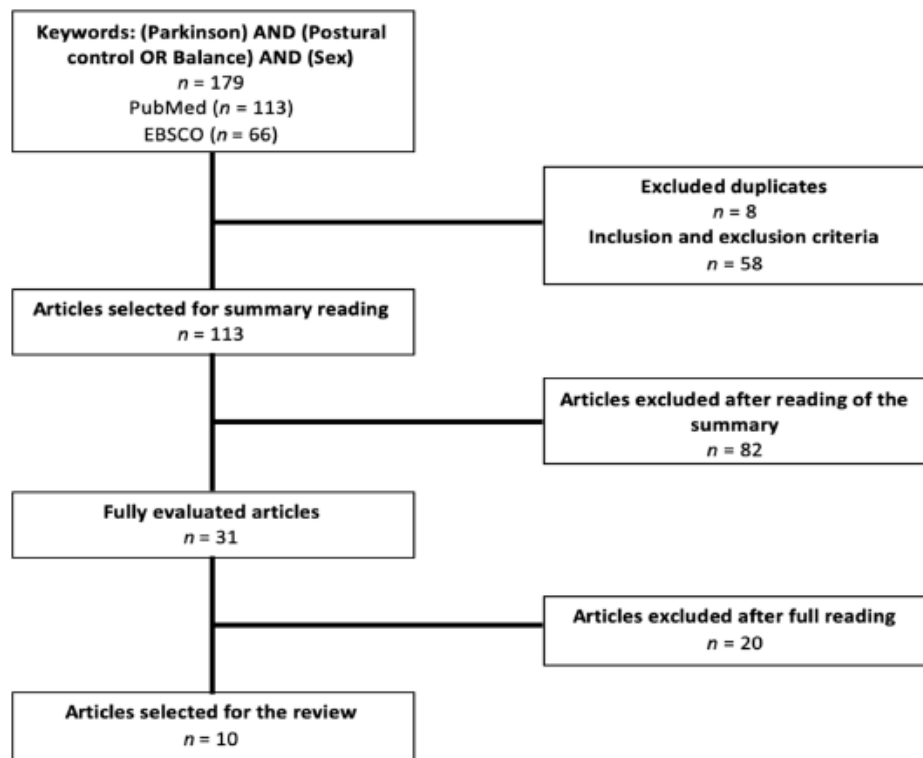 Keywords: (Parkinson) AND (Postural
control OR Balance) AND (Sex)
n = 179
PubMed (n = 113)
EBSCO (n = 66)
Excluded duplicates
n = 8
Inclusion and exclusion criteria
n = 58
Articles selected for summary reading
n = 113
Articles excluded after reading of the
summary
n = 82
Fully evaluated articles
n = 31
Articles excluded after full reading
n = 20
Articles selected for the review
n = 10